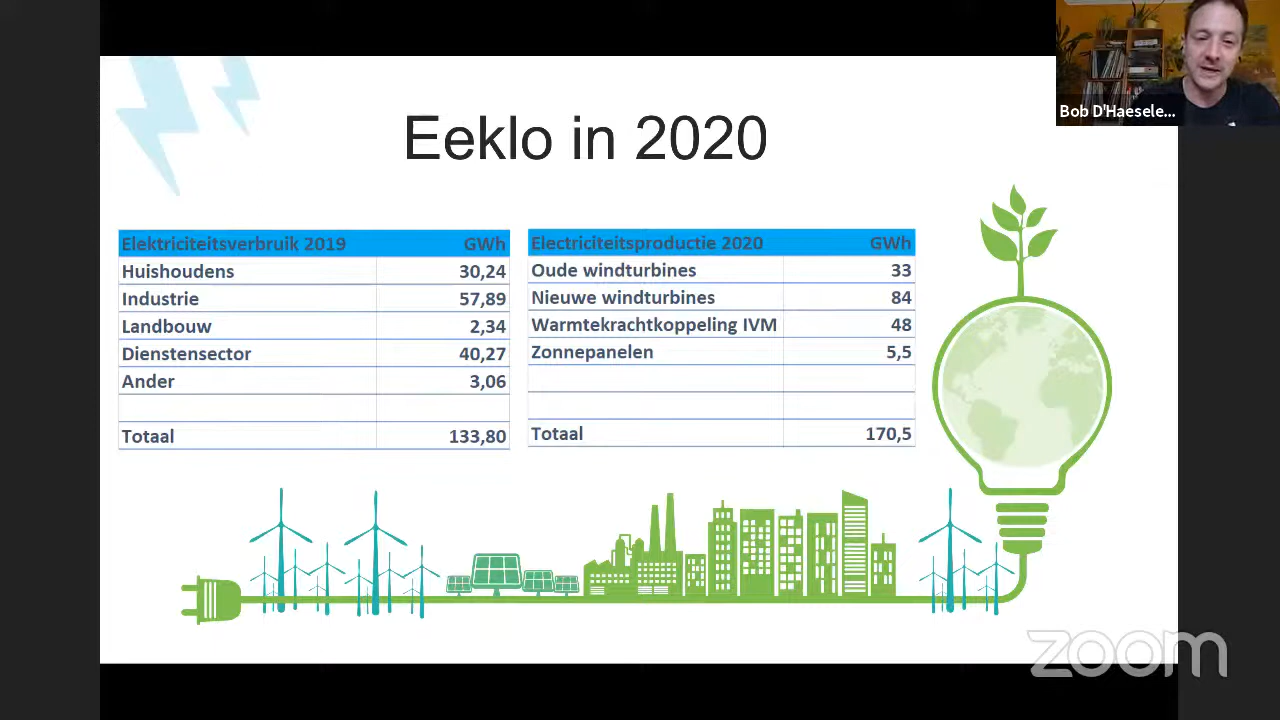 Bob D'Haesele...
Eeklo in 2020
Elektriciteitsverbruik 2019 GWh
Huishoudens 30,24
Industrie 57,89
Landbouw 2,34
Dienstensector 40,27
Ander 3,06
Totaal 133,80
Electriciteitsproductie 2020 GWh
Oude windturbines 33
Nieuwe windturbines 84
Warmtekrachtkoppeling IVM 48
Zonnepanelen 5,5
Totaal 170,5
zoom